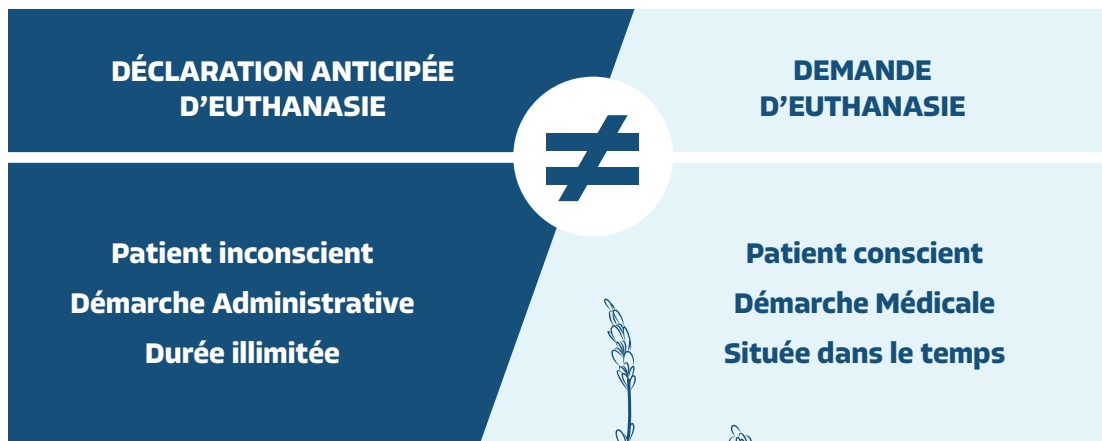 DÉCLARATION ANTICIPÉE
D’EUTHANASIE
≠
DEMANDE
D’EUTHANASIE
Patient inconscient
Démarche Administrative
Durée illimitée
Patient conscient
Démarche Médicale
Située dans le temps